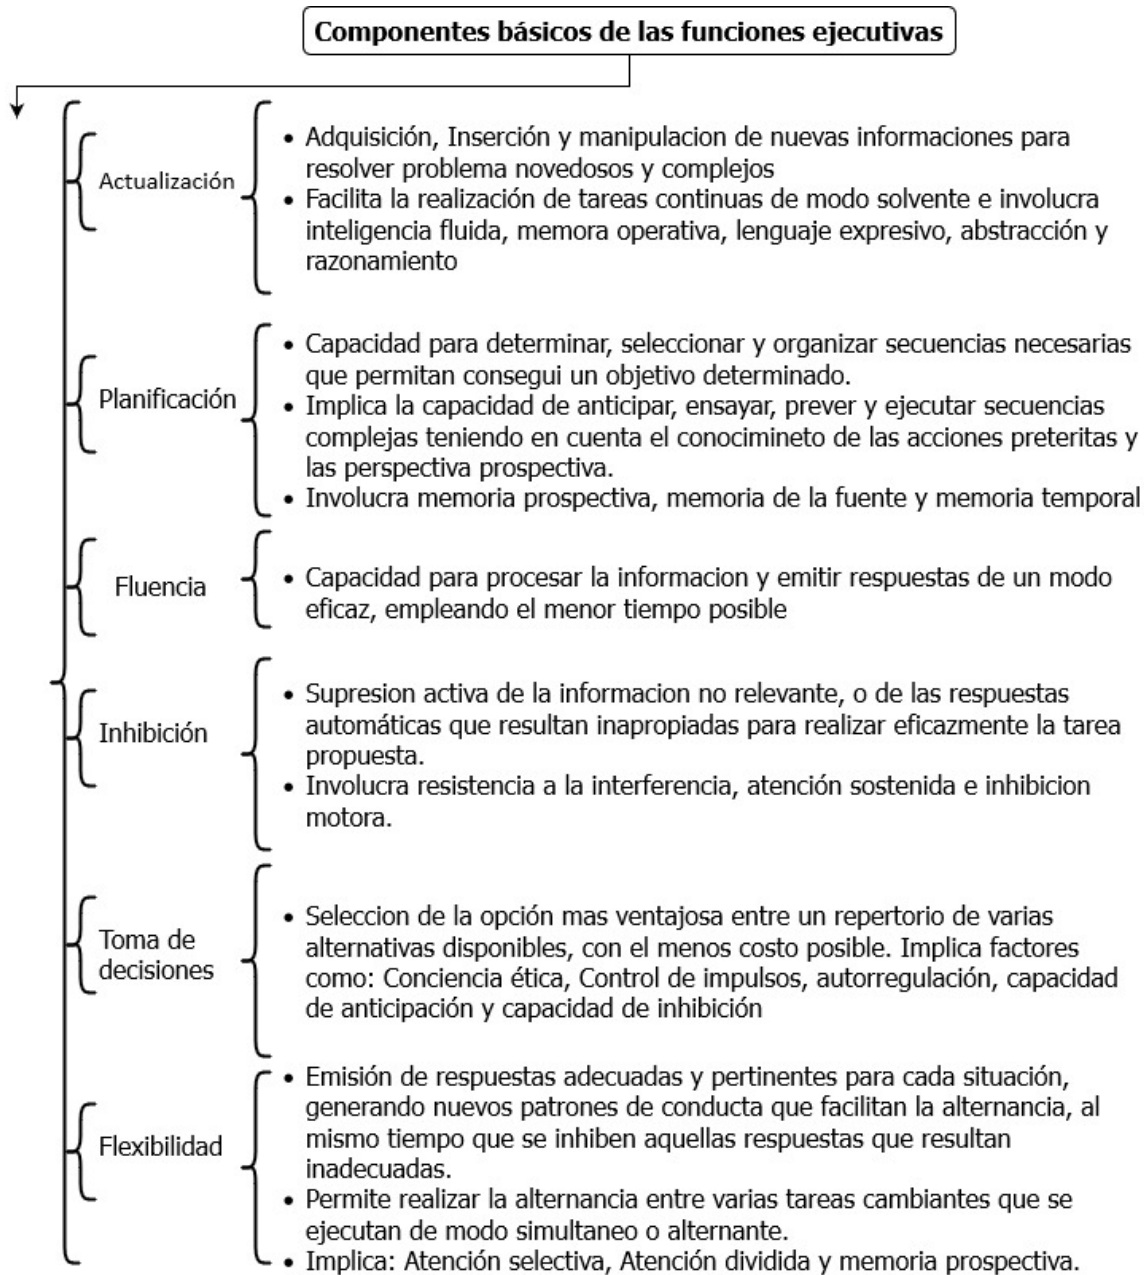 Componentes básicos de las funciones ejecutivas
Actualización
• Adquisición, Inserción y manipulacion de nuevas informaciones para
resolver problema novedosos y complejos
• Facilita la realización de tareas continuas de modo solvente e involucra
inteligencia fluida, memora operativa, lenguaje expresivo, abstracción y
razonamiento
Planificación
• Capacidad para determinar, seleccionar y organizar secuencias necesarias
que permitan consegui un objetivo determinado.
• Implica la capacidad de anticipar, ensayar, prever y ejecutar secuencias
complejas teniendo en cuenta el conocimineto de las acciones preteritas y
las perspectiva prospectiva.
• Involucra memoria prospectiva, memoria de la fuente y memoria temporal
Fluencia
• Capacidad para procesar la informacion y emitir respuestas de un modo
eficaz, empleando el menor tiempo posible
Inhibición
• Supresion activa de la informacion no relevante, o de las respuestas
automáticas que resultan inapropiadas para realizar eficazmente la tarea
propuesta.
• Involucra resistencia a la interferencia, atención sostenida e inhibicion
motora.
Toma de
decisiones
• Seleccion de la opción mas ventajosa entre un repertorio de varias
alternativas disponibles, con el menos costo posible. Implica factores
como: Conciencia ética, Control de impulsos, autorregulación, capacidad
de anticipación y capacidad de inhibición
Flexibilidad
• Emisión de respuestas adecuadas y pertinentes para cada situación,
generando nuevos patrones de conducta que facilitan la alternancia, al
mismo tiempo que se inhiben aquellas respuestas que resultan
inadecuadas.
• Permite realizar la alternancia entre varias tareas cambiantes que se
ejecutan de modo simultaneo o alternante.
• Implica: Atención selectiva, Atención dividida y memoria prospectiva.